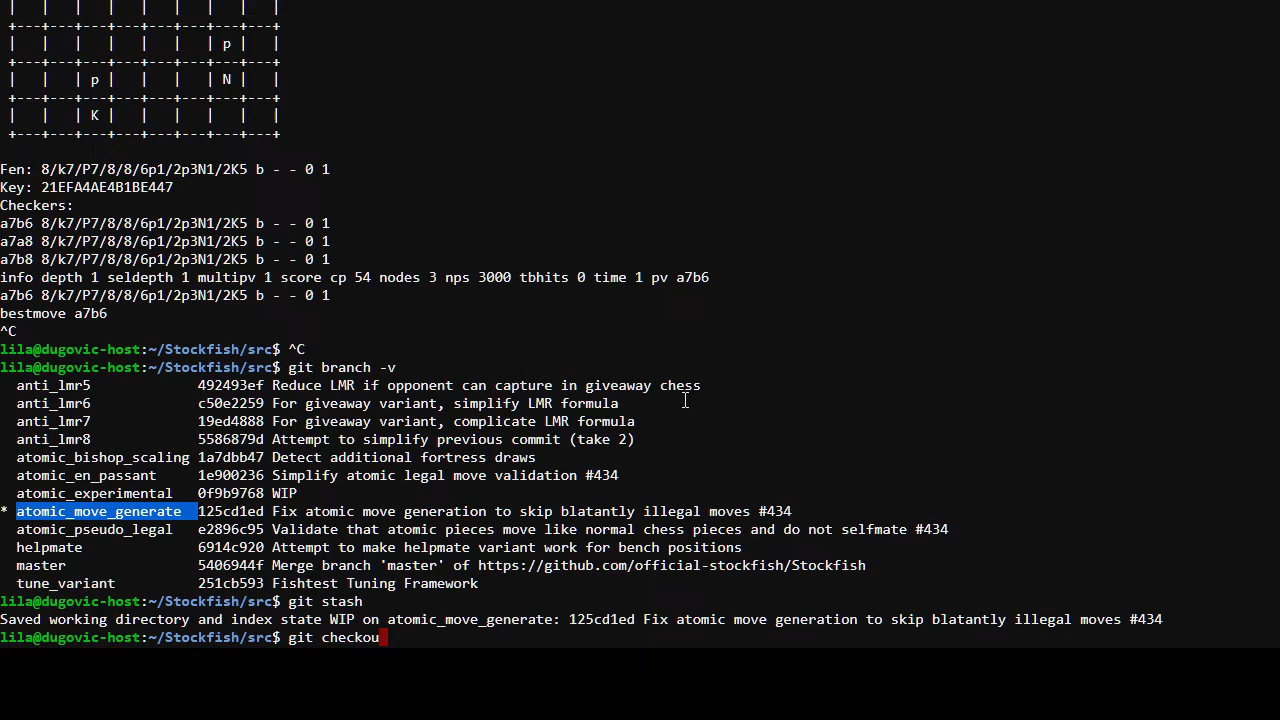 |   |   |   |   |   |   |   |   |
+---+---+---+---+---+---+---+---+
|   |   |   |   |   |   | p |   |
+---+---+---+---+---+---+---+---+
|   |   | p |   |   |   | N |   |
+---+---+---+---+---+---+---+---+
|   |   | K |   |   |   |   |   |
+---+---+---+---+---+---+---+---+
Fen: 8/k7/P7/8/8/6p1/2p3N1/2K5 b - - 0 1
Key: 21EFA4AE4B1BE447
Checkers:
a7b6 8/k7/P7/8/8/6p1/2p3N1/2K5 b - - 0 1
a7a8 8/k7/P7/8/8/6p1/2p3N1/2K5 b - - 0 1
a7b8 8/k7/P7/8/8/6p1/2p3N1/2K5 b - - 0 1
info depth 1 seldepth 1 multipv 1 score cp 54 nodes 3 nps 3000 tbhits 0 time 1 pv a7b6
a7b6 8/k7/P7/8/8/6p1/2p3N1/2K5 b - - 0 1
bestmove a7b6
^C
lila@dugovic-host:~/Stockfish/src$ ^C
lila@dugovic-host:~/Stockfish/src$ git branch -v
  anti_lmr5             492493ef Reduce LMR if opponent can capture in giveaway chess
  anti_lmr6             c50e2259 For giveaway variant, simplify LMR formula
  anti_lmr7             19ed4888 For giveaway variant, complicate LMR formula
  anti_lmr8             5586879d Attempt to simplify previous commit (take 2)
  atomic_bishop_scaling 1a7dbb47 Detect additional fortress draws
  atomic_en_passant     1e900236 Simplify atomic legal move validation #434
  atomic_experimental   0f9b9768 WIP
* atomic_move_generate  125cd1ed Fix atomic move generation to skip blatantly illegal moves #434
  atomic_pseudo_legal   e2896c95 Validate that atomic pieces move like normal chess pieces and do not selfmate #434
  helpmate              6914c920 Attempt to make helpmate variant work for bench positions
  master                5406944f Merge branch 'master' of https://github.com/official-stockfish/Stockfish
  tune_variant          251cb593 Fishtest Tuning Framework
lila@dugovic-host:~/Stockfish/src$ git stash
Saved working directory and index state WIP on atomic_move_generate: 125cd1ed Fix atomic move generation to skip blatantly illegal moves #434
lila@dugovic-host:~/Stockfish/src$ git checkou